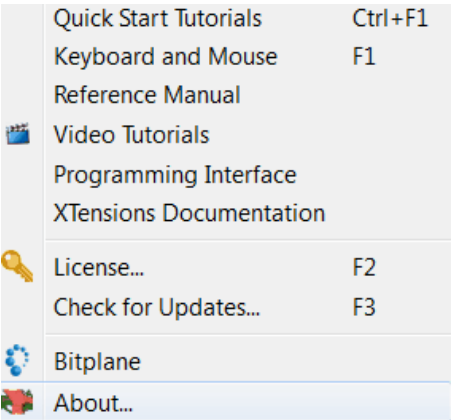 Quick Start Tutorials Ctrl+F1
Keyboard and Mouse F1
Reference Manual
Video Tutorials
Programming Interface
XTensions Documentation
License... F2
Check for Updates... F3
Bitplane
About...